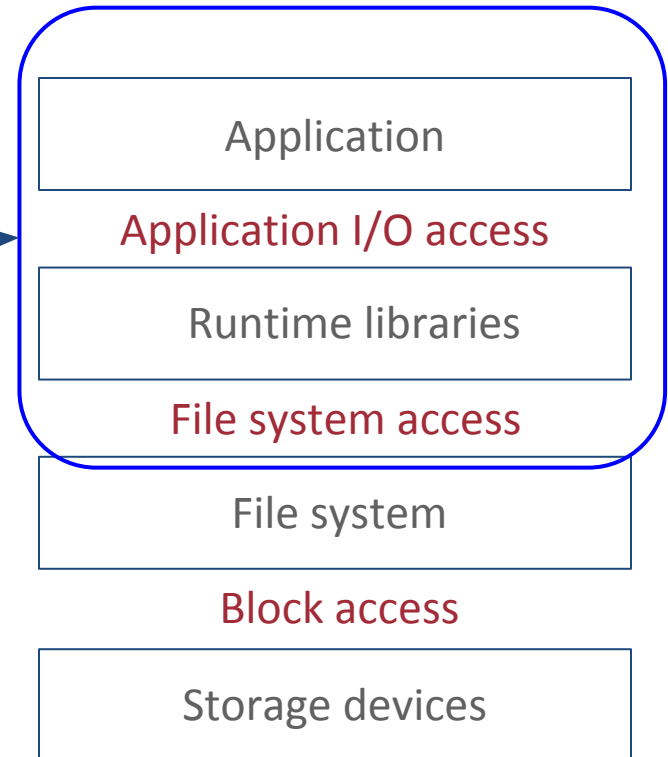 Application
Application I/O access
Runtime libraries
File system access
File system
Block access
Storage devices